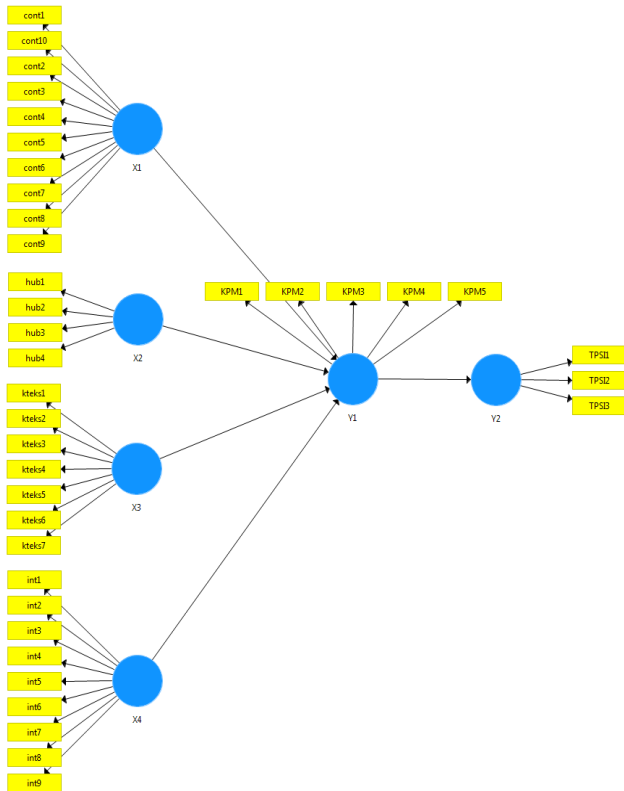 cont1
cont10
cont2
cont3
cont4
cont5
cont6
cont7
cont8
cont9
X1
hub1
hub2
hub3
hub4
X2
KPM1
KPM2
KPM3
KPM4
KPM5
Y1
Y2
TPSI1
TPSI2
TPSI3
kteks1
kteks2
kteks3
kteks4
kteks5
kteks6
kteks7
X3
int1
int2
int3
int4
int5
int6
int7
int8
int9
X4